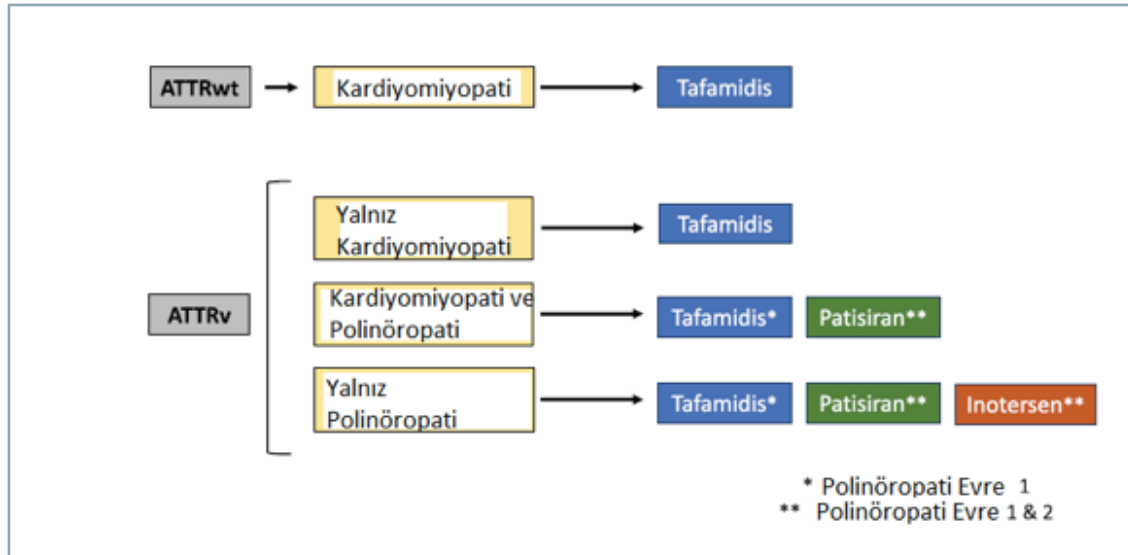 ATTRwt
Kardiyomiyopati
Tafamidis
Yalnız
Kardiyomiyopati
Tafamidis
ATTRv
Kardiyomiyopati ve
Polinöropati
Tafamidis*
Patisiran**
Yalnız
Polinöropati
Tafamidis*
Patisiran**
Inotersen**
* Polinöropati Evre 1
** Polinöropati Evre 1 & 2